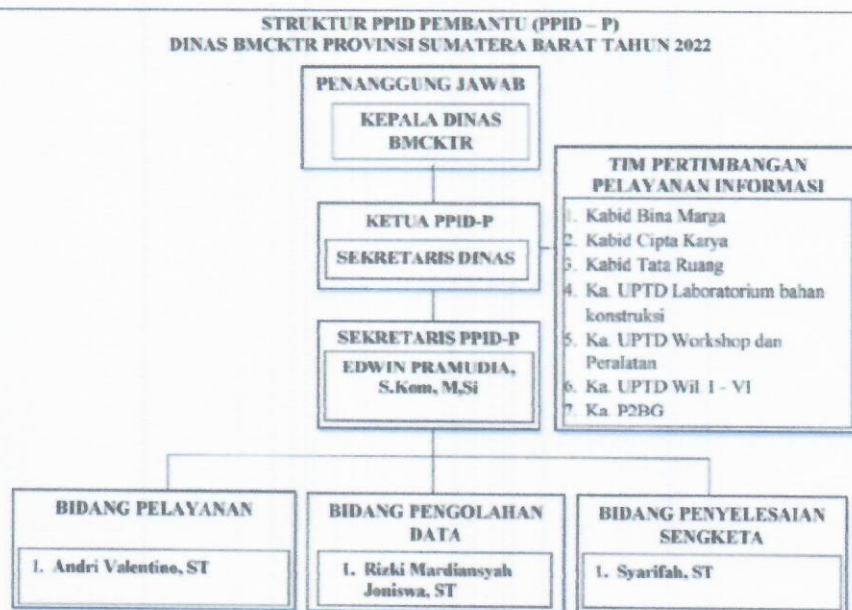 STRUKTUR PPID PEMBANTU (PPID – P)
DINAS BMCKTR PROVINSI SUMATERA BARAT TAHUN 2022
PENANGGUNG JAWAB
KEPALA DINAS
BMCKTR
KETUA PPID-P
SEKRETARIS DINAS
TIM PERTIMBANGAN
PELAYANAN INFORMASI
1. Kabid Bina Marga
2. Kabid Cipta Karya
3. Kabid Tata Ruang
4. Ka. UPTD Laboratorium bahan
konstruksi
5. Ka. UPTD Workshop dan
Peralatan
6. Ka. UPTD Wil. I - VI
7. Ka. P2BG
SEKRETARIS PPID-P
EDWIN PRAMUDIA,
S.Kom, M,Si
BIDANG PELAYANAN
1. Andri Valentino, ST
BIDANG PENGOLAHAN
DATA
1. Rizki Mardiansyah
Joniswa, ST
BIDANG PENYELESAIAN
SENGKETA
1. Syarifah, ST